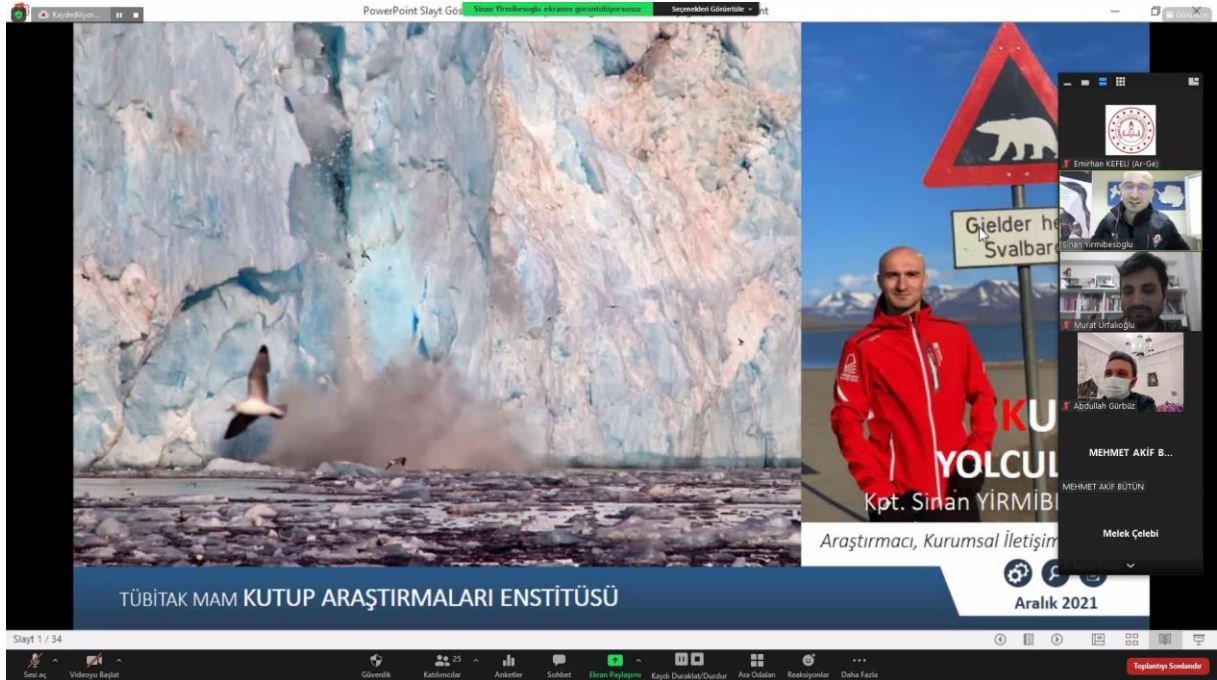 Kaydediliyor...
PowerPoint Slayt Gös
Sinan Yirmibesoglu ekranını görüntülüyorsunuz
Seçenekleri Görüntüle
Görünüm
Gjelder he
Svalbard
KU
YOLCUL
Kpt. Sinan YİRMİB
Araştırmacı, Kurumsal İletişim
TÜBİTAK MAM KUTUP ARAŞTIRMALARI ENSTİTÜSÜ
Aralık 2021
Emirhan KEFELİ (Ar-Ge)
Sinan Yirmibesoglu
Murat Urfalıoğlu
Abdullah Gürbüz
MEHMET AKİF B...
MEHMET AKİF BÜTÜN
Melek Çelebi
Slayt 1 / 34
Sesi aç
Videoyu Başlat
Güvenlik
25
Katılımcılar
Anketler
Sohbet
Ekran Paylaşımı
Kaydı Duraklat/Durdur
Ara Odaları
Reaksiyonlar
Daha Fazla
Toplantıyı Sonlandır